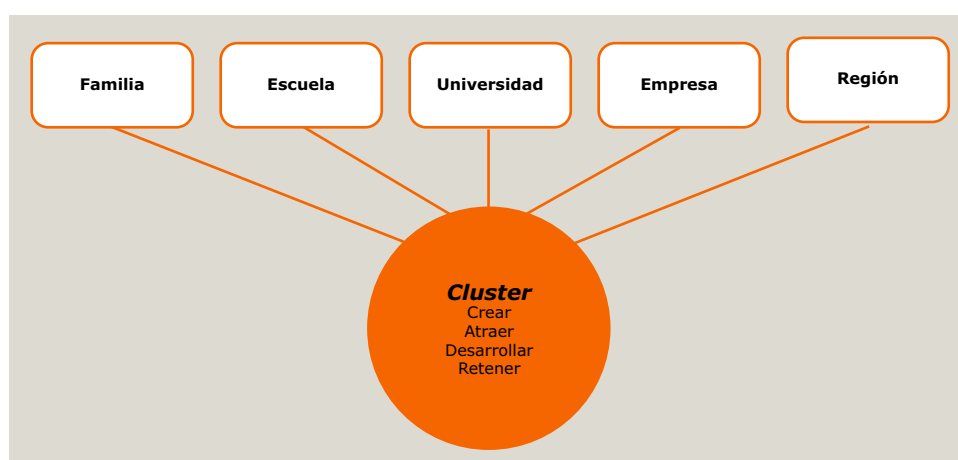 Familia
Escuela
Universidad
Empresa
Región
Cluster
Crear
Atraer
Desarrollar
Retener